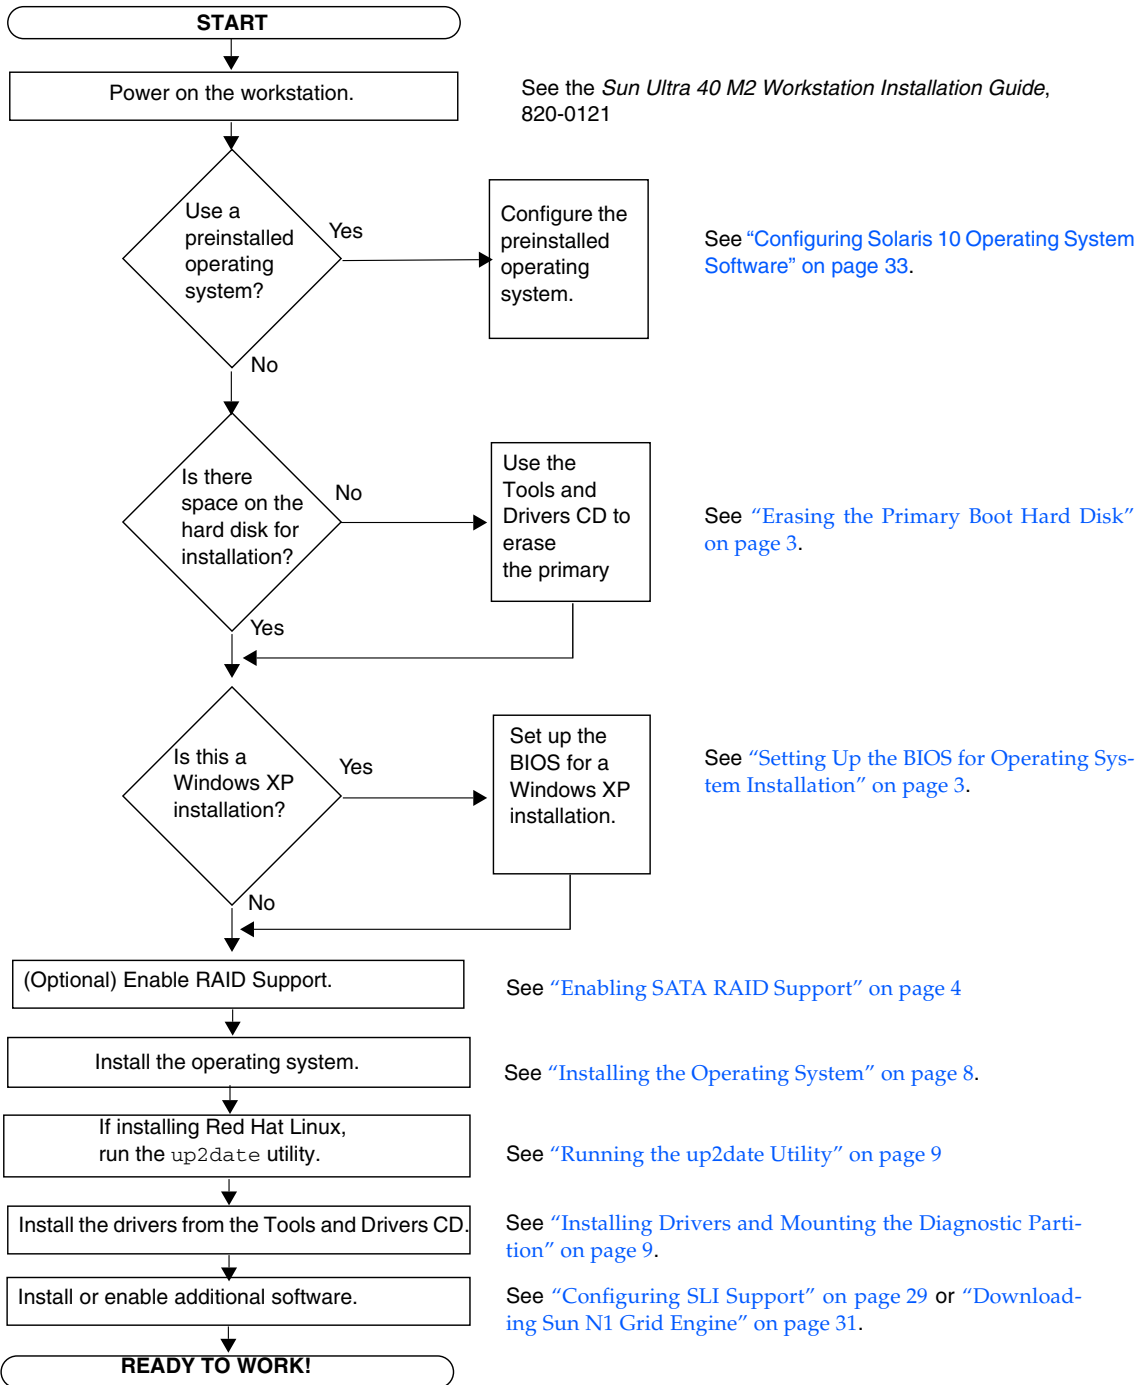 START
Power on the workstation.
See the Sun Ultra 40 M2 Workstation Installation Guide,
820-0121
Use a
preinstalled
operating
system?
Yes
Configure the
preinstalled
operating
system.
See “Configuring Solaris 10 Operating System
Software” on page 33.
No
Is there
space on the
hard disk for
installation?
No
Use the
Tools and
Drivers CD to
erase
the primary
See “Erasing the Primary Boot Hard Disk”
on page 3.
Yes
Is this a
Windows XP
installation?
Yes
Set up the
BIOS for a
Windows XP
installation.
See “Setting Up the BIOS for Operating Sys-
tem Installation” on page 3.
No
(Optional) Enable RAID Support.
See “Enabling SATA RAID Support” on page 4
Install the operating system.
See “Installing the Operating System” on page 8.
If installing Red Hat Linux,
run the up2date utility.
See “Running the up2date Utility” on page 9
Install the drivers from the Tools and Drivers CD.
See “Installing Drivers and Mounting the Diagnostic Parti-
tion” on page 9.
Install or enable additional software.
See “Configuring SLI Support” on page 29 or “Download-
ing Sun N1 Grid Engine” on page 31.
READY TO WORK!